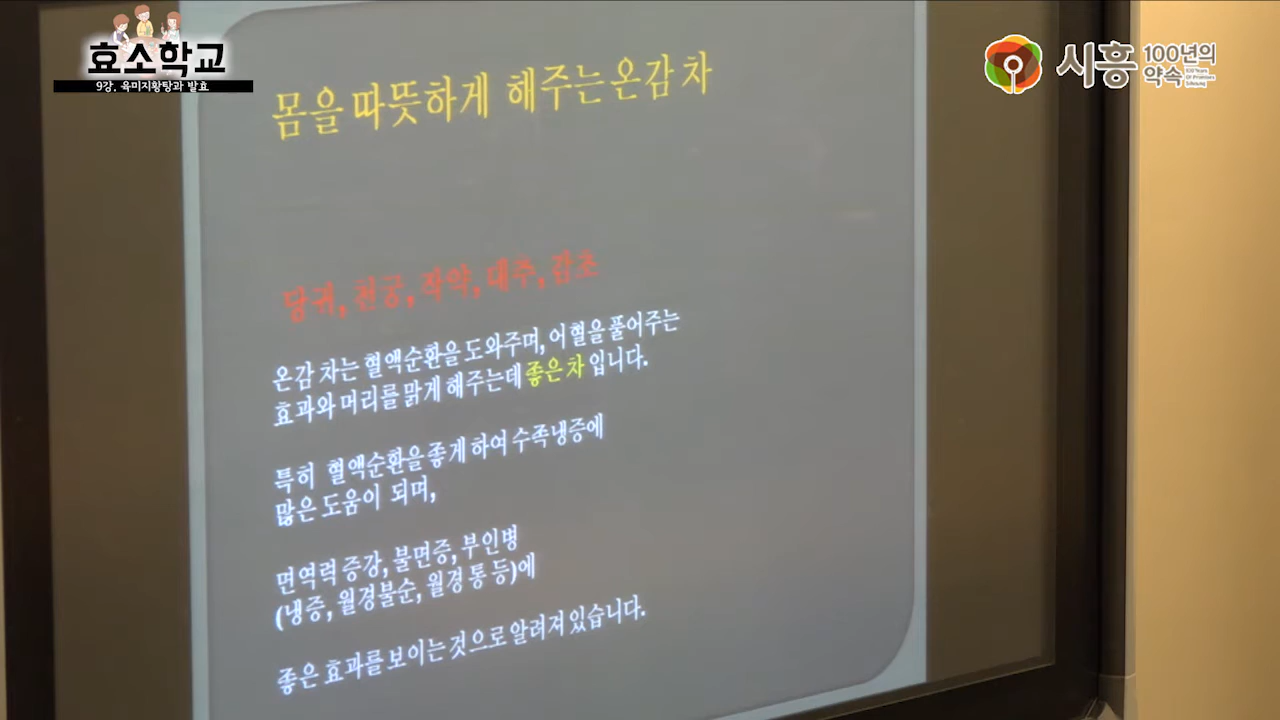 효소학교
9강. 육미지황탕과 발효
시흥 100년의 약속
몸을 따뜻하게 해주는 온감 차
당귀, 천궁, 작약, 대추, 감초
온감 차는 혈액순환을 도와주며, 어혈을 풀어주는
효과와 머리를 맑게 해주는데 좋은 차 입니다.
특히 혈액순환을 좋게 하여 수족냉증에
많은 도움이 되며,
면역력 증강, 불면증, 부인병
(냉증, 월경불순, 월경 통 등)에
좋은 효과를 보이는 것으로 알려져 있습니다.